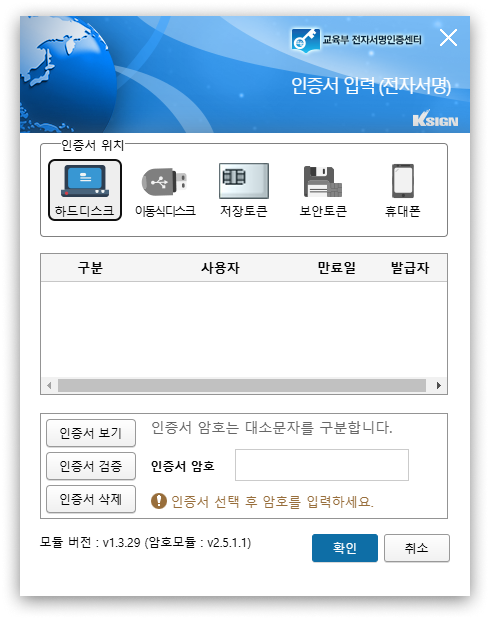 교육부 전자서명인증센터
인증서 입력 (전자서명)
KSIGN
인증서 위치
하드디스크 이동식디스크 저장토큰 보안토큰 휴대폰
구분 사용자 만료일 발급자
인증서 보기 인증서 암호는 대소문자를 구분합니다.
인증서 검증 인증서 암호
인증서 삭제 인증서 선택 후 암호를 입력하세요.
모듈 버전 : v1.3.29 (암호모듈 : v2.5.1.1) 확인 취소